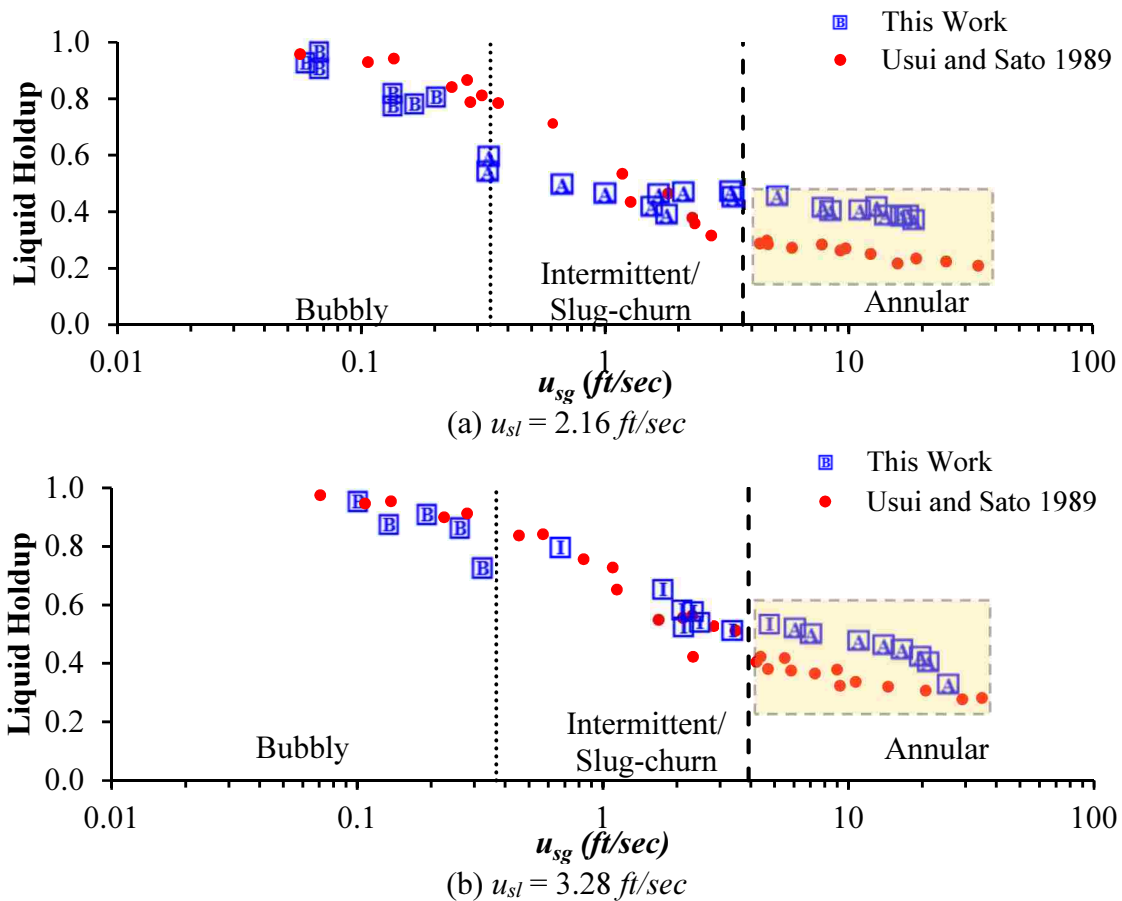 This Work
Usui and Sato 1989
Liquid Holdup
1.0
0.8
0.6
0.4
0.2
0.0
Bubbly
Intermittent/
Slug-churn
Annular
0.01
0.1
1
10
100
u_sg (ft/sec)
(a) u_sl = 2.16 ft/sec
This Work
Usui and Sato 1989
Liquid Holdup
1.0
0.8
0.6
0.4
0.2
0.0
Bubbly
Intermittent/
Slug-churn
Annular
0.01
0.1
1
10
100
u_sg (ft/sec)
(b) u_sl = 3.28 ft/sec